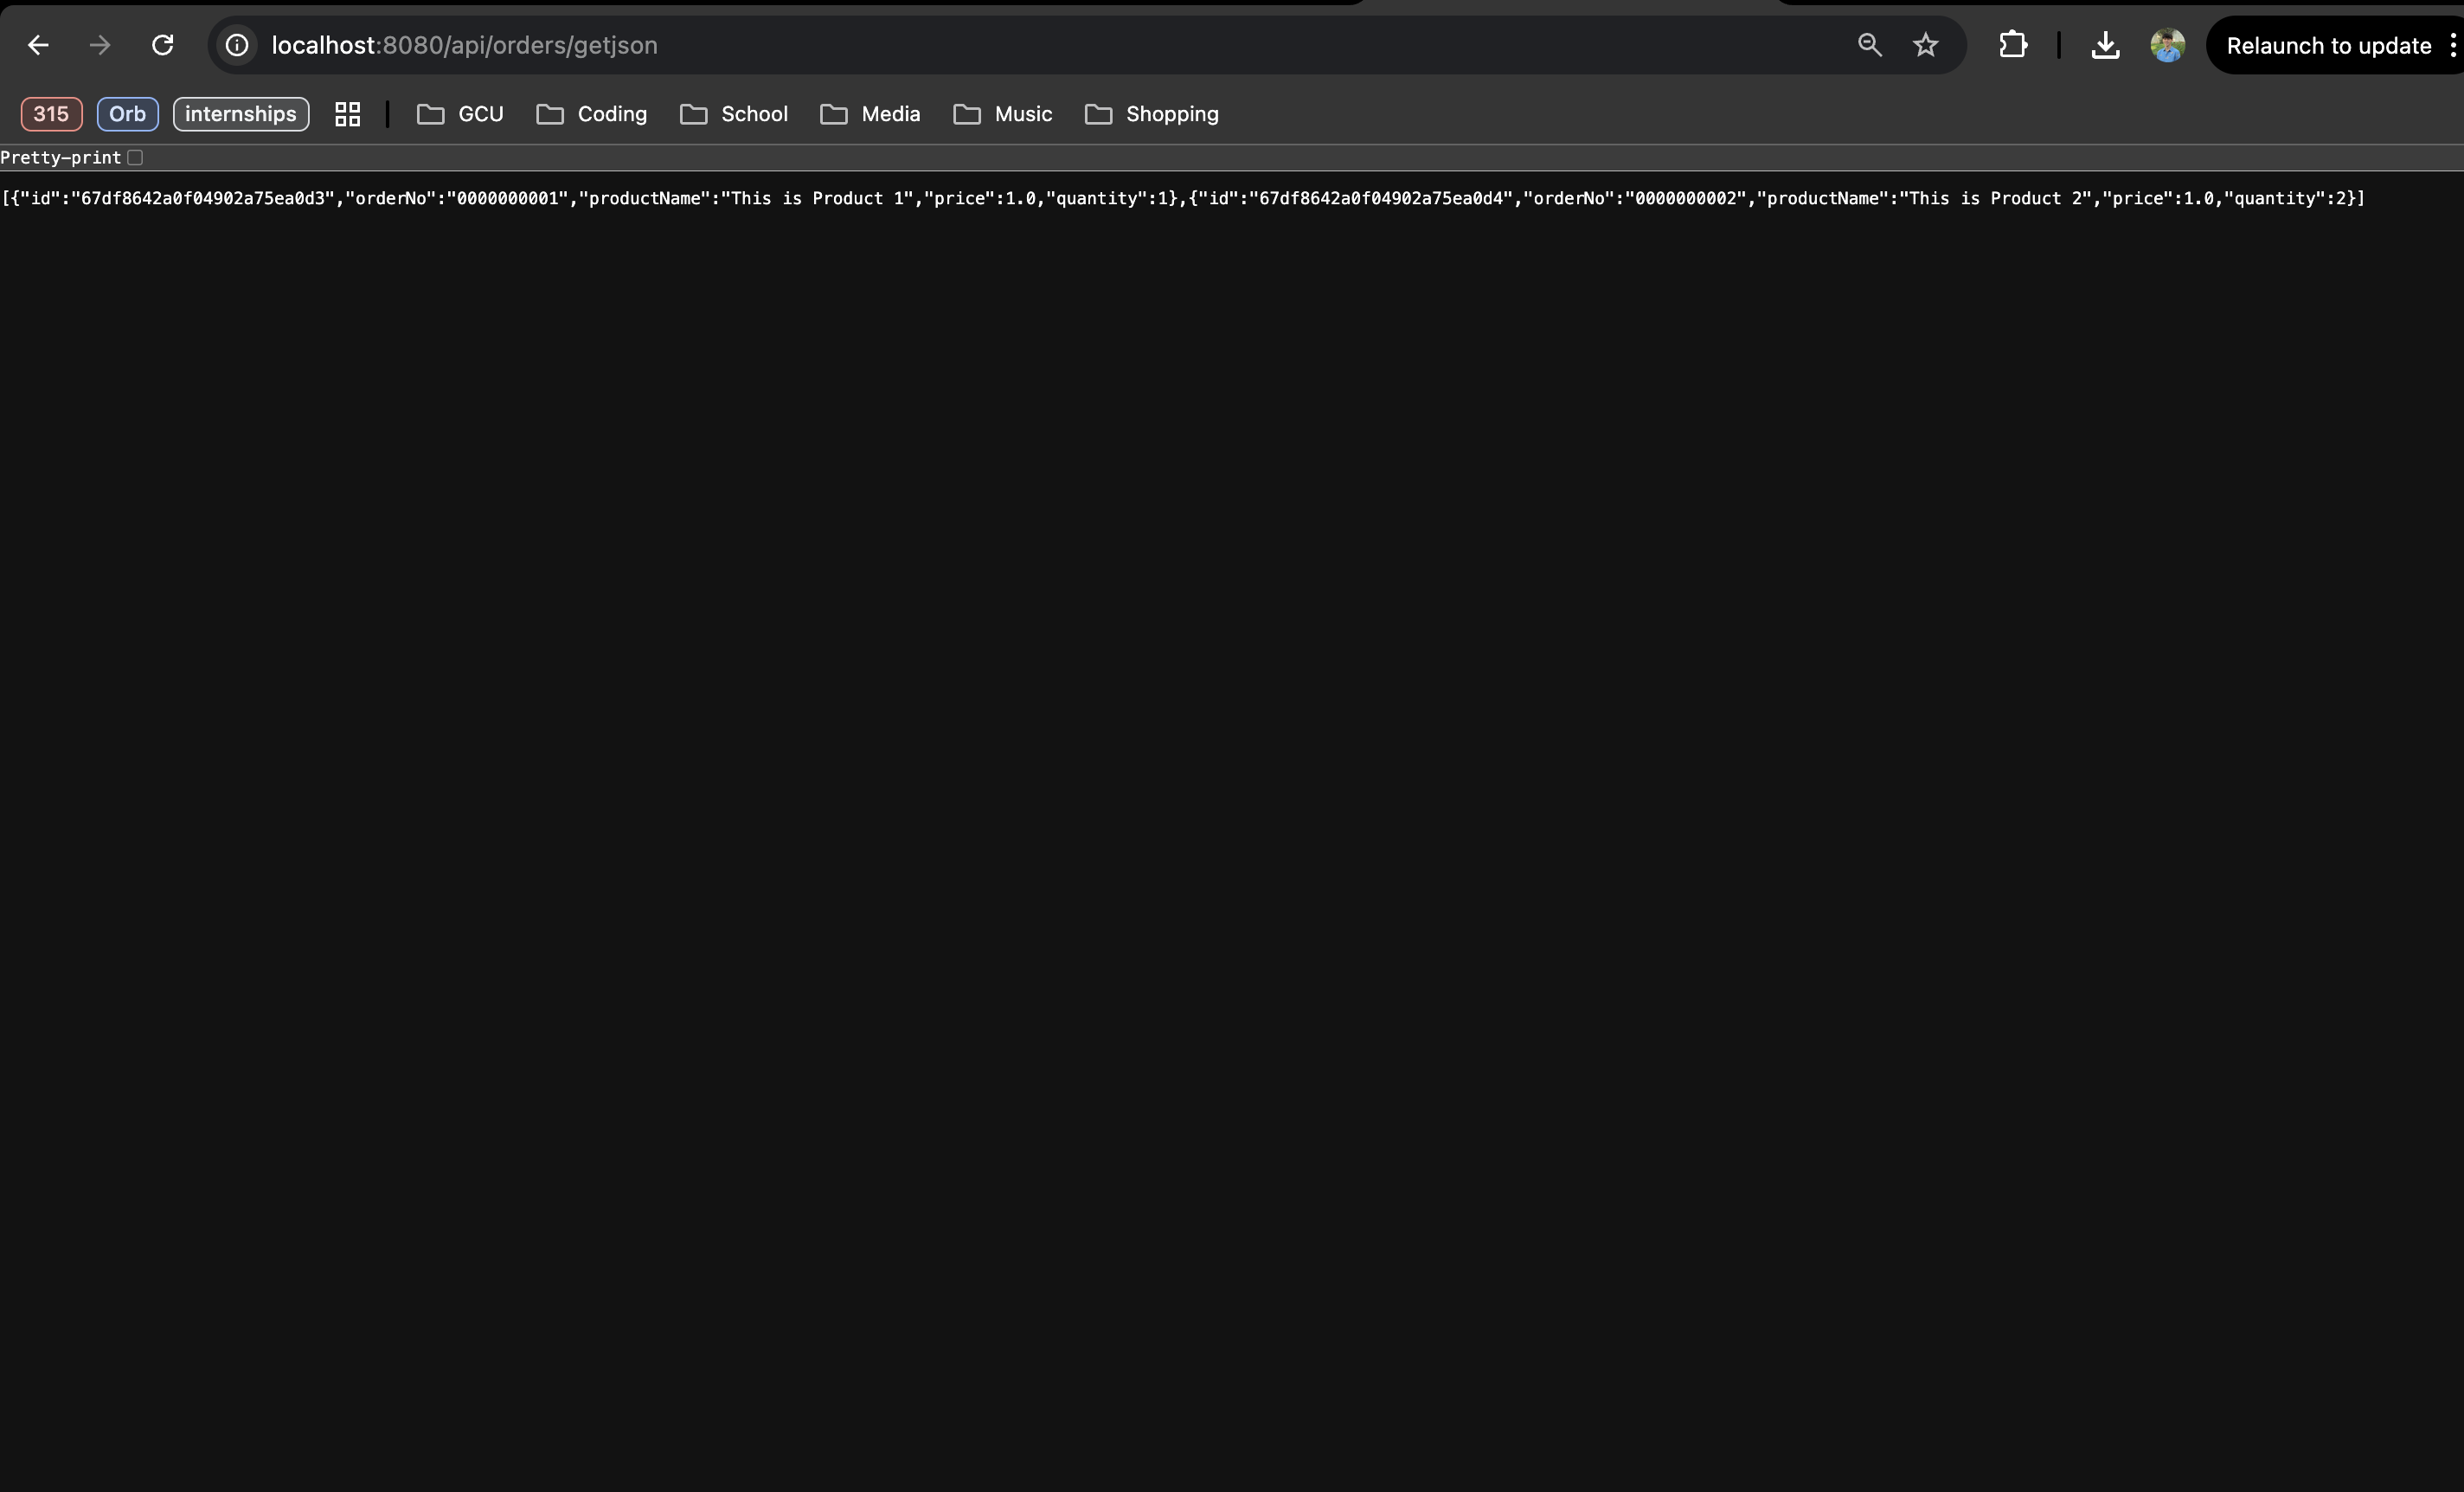 localhost:8080/api/orders/getjson
Relaunch to update
315 Orb internships GCU Coding School Media Music Shopping
Pretty-print
[{"id":"67df8642a0f04902a75ea0d3","orderNo":"0000000001","productName":"This is Product 1","price":1.0,"quantity":1},{"id":"67df8642a0f04902a75ea0d4","orderNo":"0000000002","productName":"This is Product 2","price":1.0,"quantity":2}]